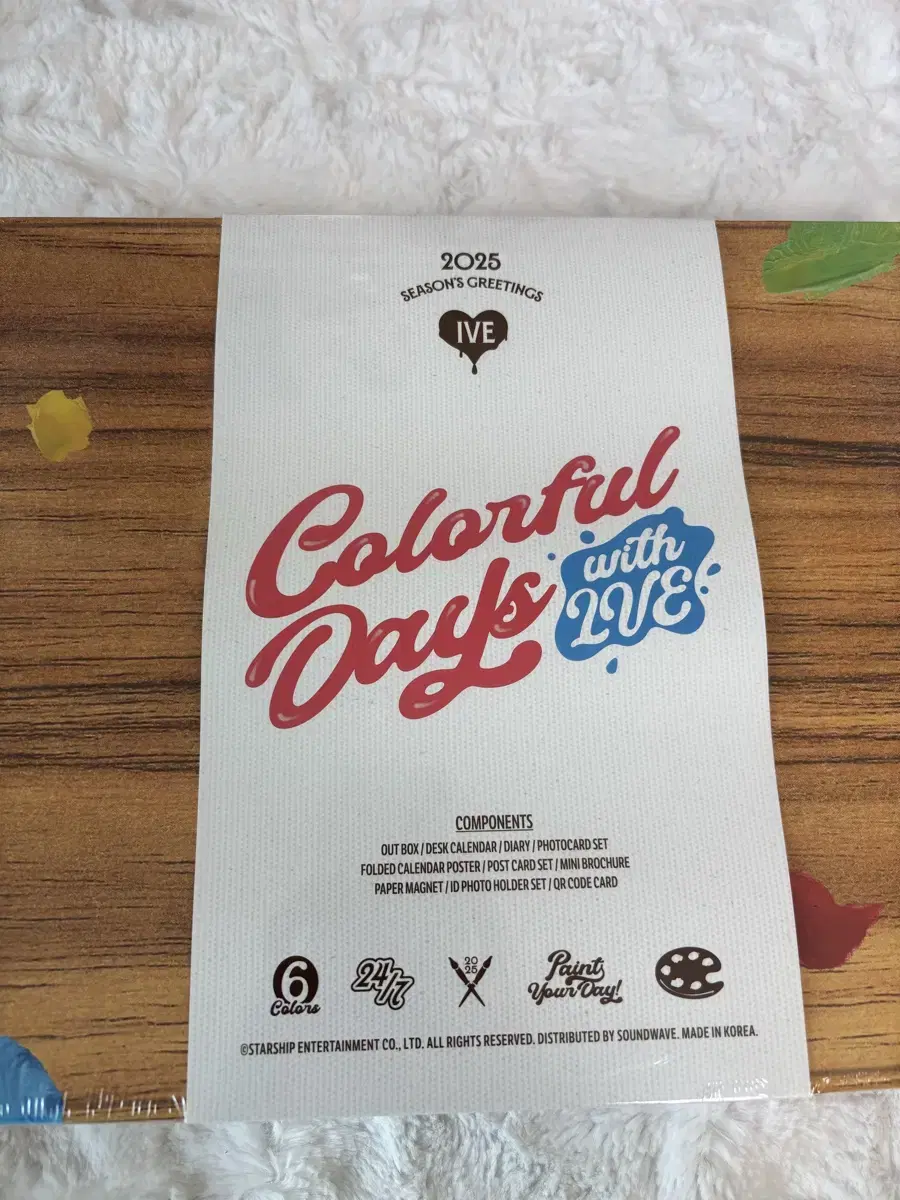 2025
SEASON'S GREETINGS
IVE
Colorful
Days
with
IVE
COMPONENTS
OUT BOX / DESK CALENDAR / DIARY / PHOTOCARD SET
FOLDED CALENDAR POSTER / POST CARD SET / MINI BROCHURE
PAPER MAGNET / ID PHOTO HOLDER SET / QR CODE CARD
6
Colors
24/7
20
25
Paint
Your Day!
©STARSHIP ENTERTAINMENT CO., LTD. ALL RIGHTS RESERVED. DISTRIBUTED BY SOUNDWAVE. MADE IN KOREA.